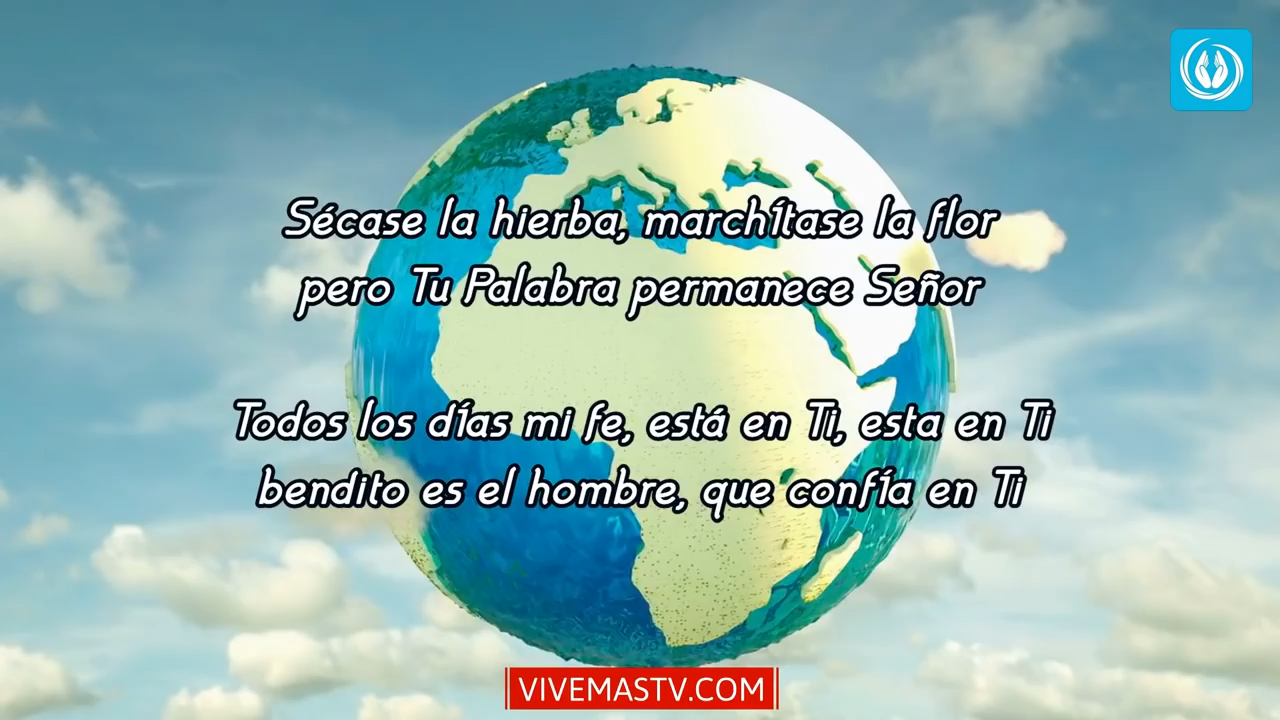 Sécase la hierba, marchítase la flor
pero Tu Palabra permanece Señor
Todos los días mi fe, está en Ti, esta en Ti
bendito es el hombre, que confía en Ti
VIVEMASTV.COM